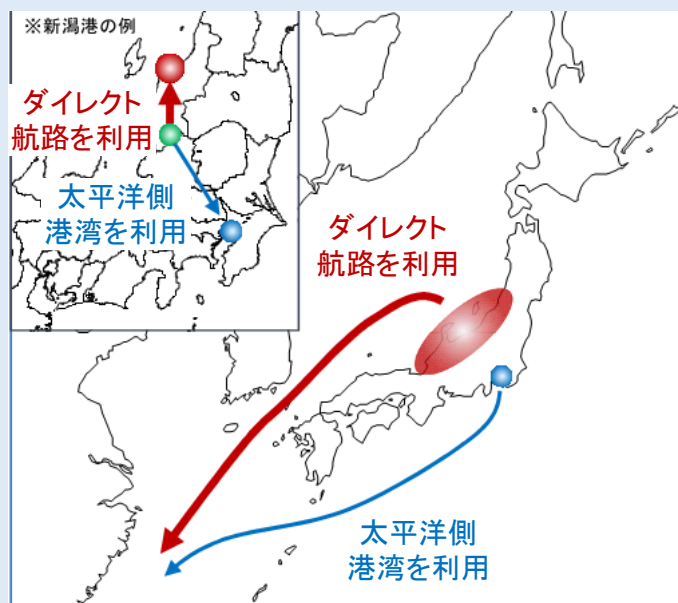 ※新潟港の例
ダイレクト
航路を利用
太平洋側
港湾を利用
ダイレクト
航路を利用
太平洋側
港湾を利用